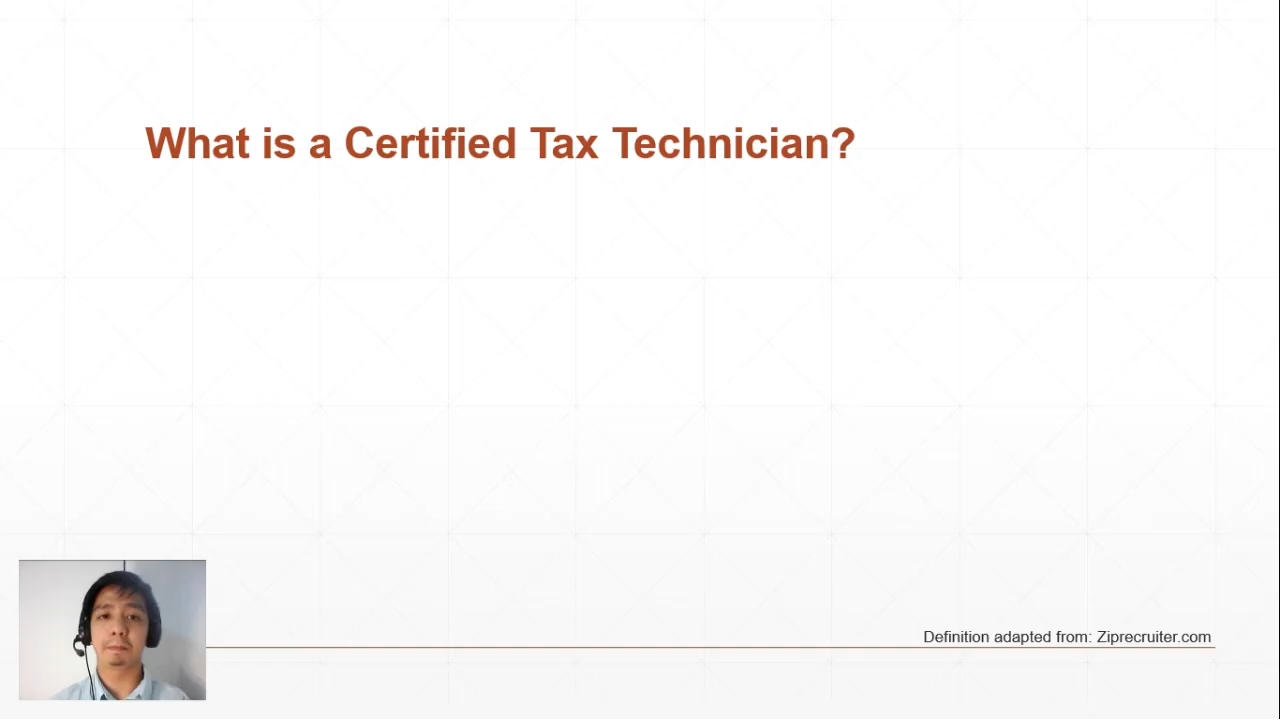 What is a Certified Tax Technician?
Definition adapted from: Ziprecruiter.com